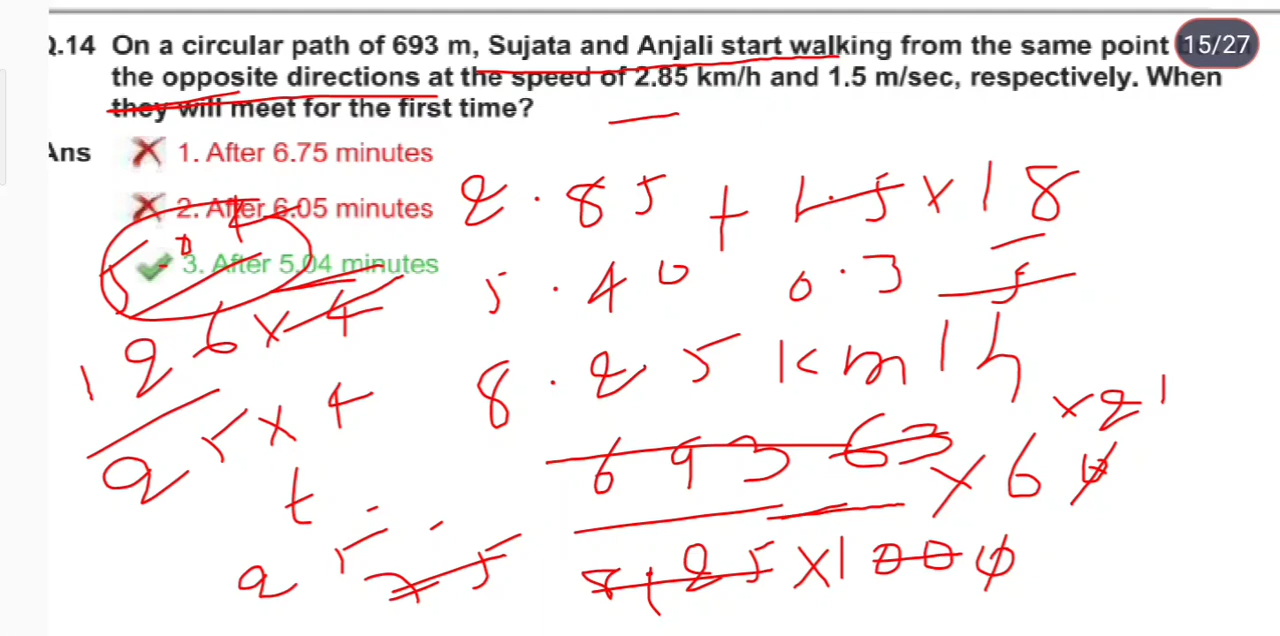 Q.14 On a circular path of 693 m, Sujata and Anjali start walking from the same point 15/27
the opposite directions at the speed of 2.85 km/h and 1.5 m/sec, respectively. When
they will meet for the first time?
Ans 1. After 6.75 minutes
2. After 6.05 minutes
3. After 5.04 minutes
2.85 + 1.5 × 18
5.40 0.3 5
126 × 4
8.25 km/h
25 × 4
× 21
693 63 × 60
t =
8.25 × 1000